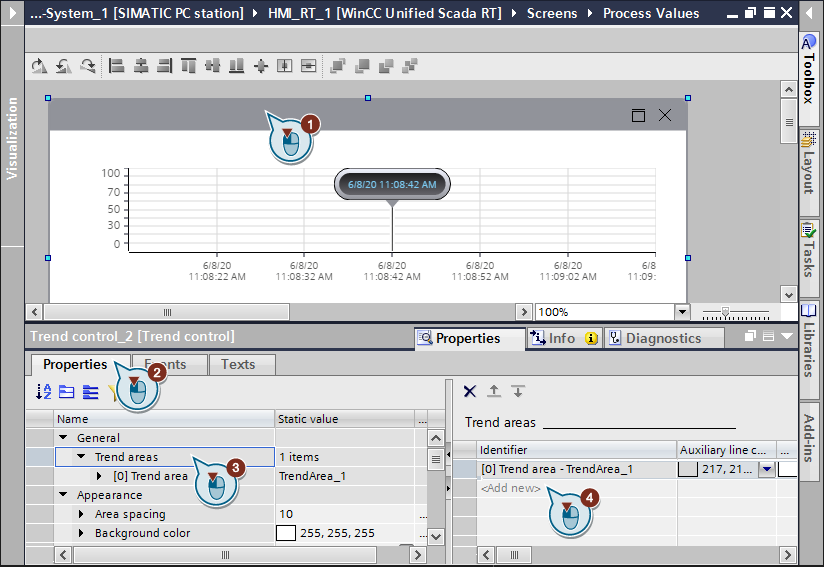 ...-System_1 [SIMATIC PC station] HMI_RT_1 [WinCC Unified Scada RT] Screens Process Values
Toolbox
Layout
Tasks
Libraries
Add-ins
Visualization
1
100
50
50
30
0
6/8/20 11:08:42 AM
6/8/20 6/8/20 6/8/20 6/8/20 6/8/20 6/8
11:08:22 AM 11:08:32 AM 11:08:42 AM 11:08:52 AM 11:09:02 AM 11:09:
100%
Trend control_2 [Trend control]
Properties Info Diagnostics
Properties Events Texts
2
Name Static value ...
General
Trend areas 1 items
3
[0] Trend area TrendArea_1
Appearance
Area spacing 10 ...
Background color 255, 255, 255 ...
Trend areas
Identifier Auxiliary line c... ...
[0] Trend area - TrendArea_1 217, 21...
<Add new>
4